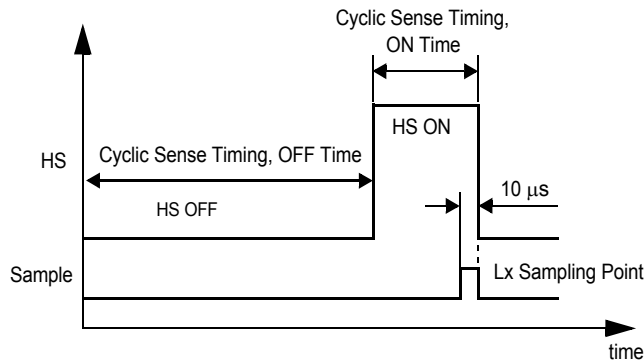 Cyclic Sense Timing,
ON Time
HS
Cyclic Sense Timing, OFF Time
HS ON
HS OFF
10 μs
Sample
Lx Sampling Point
time